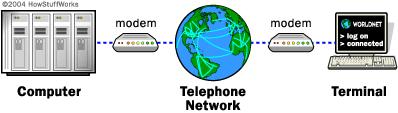 ©2004 HowStuffWorks
modem
modem
WORLDNET
> log on
> connected
Computer
Telephone
Network
Terminal